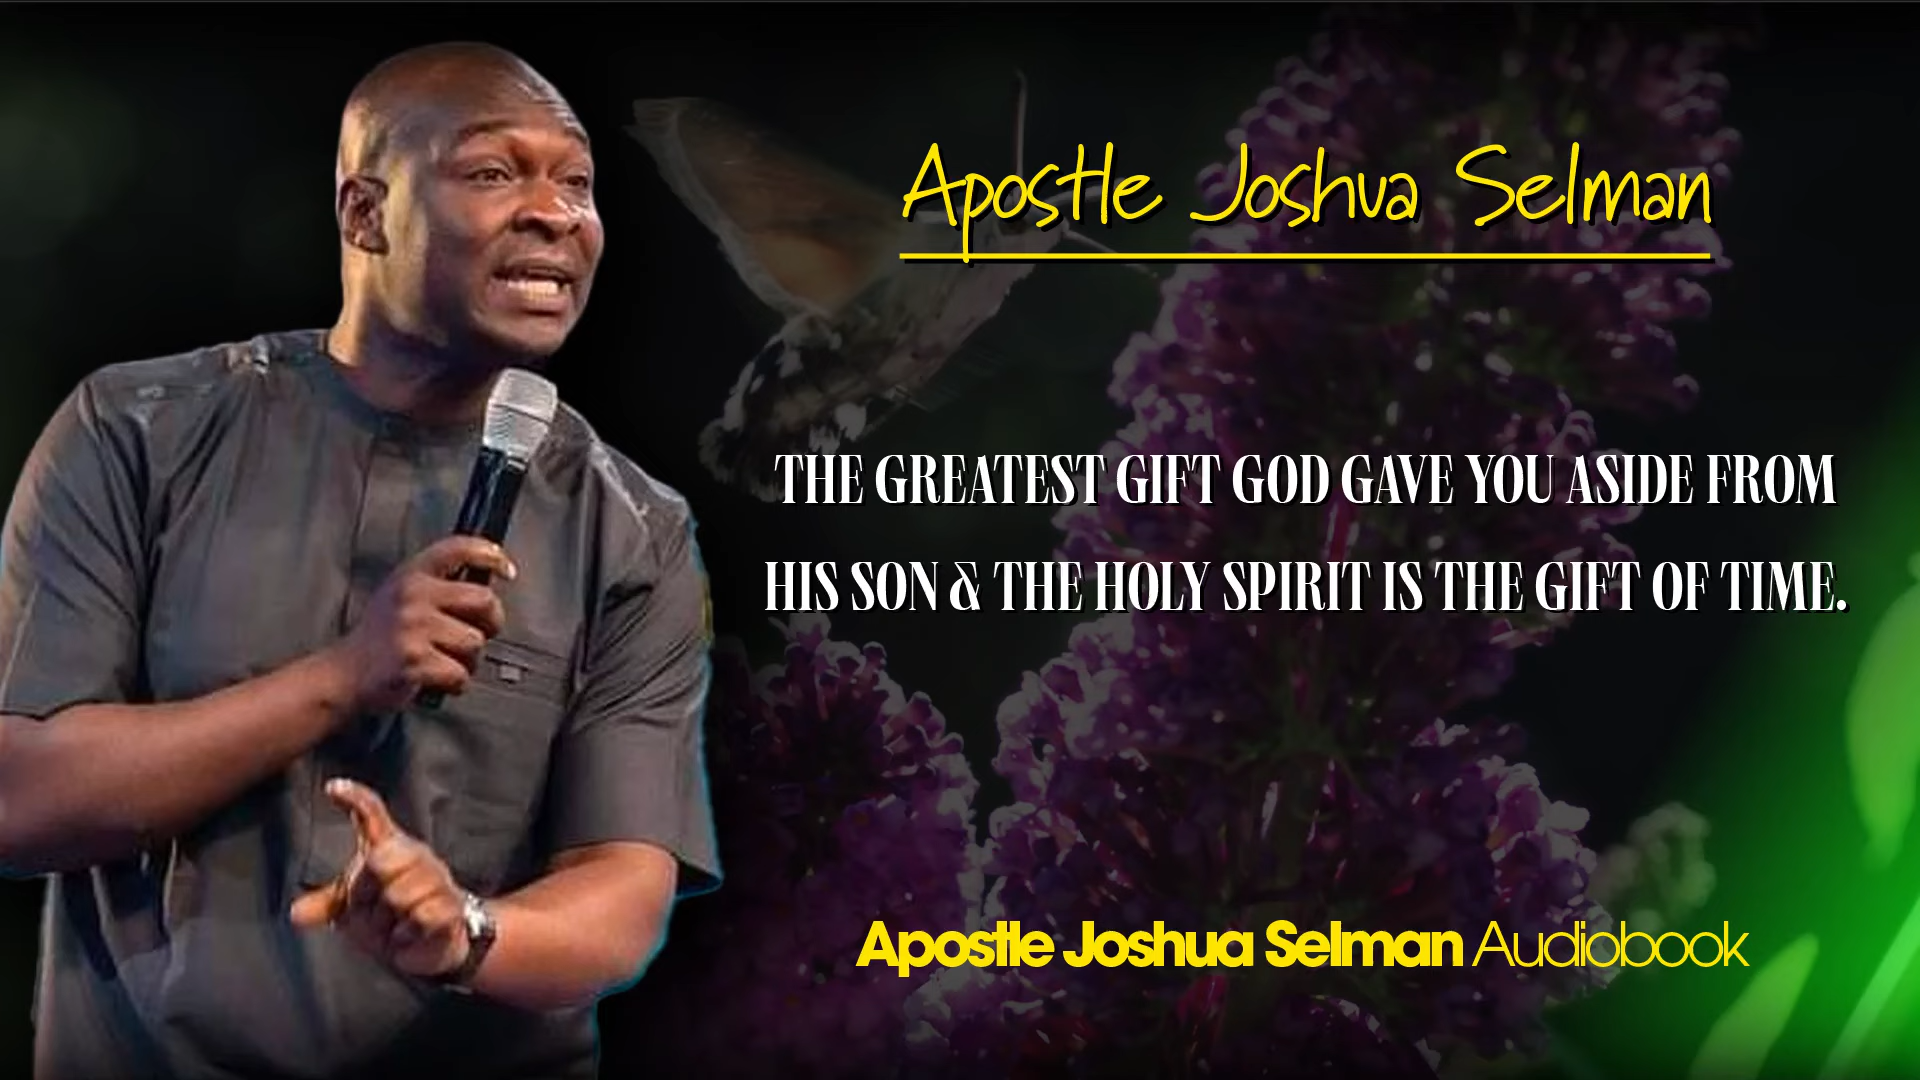 Apostle Joshua Selman
THE GREATEST GIFT GOD GAVE YOU ASIDE FROM
HIS SON & THE HOLY SPIRIT IS THE GIFT OF TIME.
Apostle Joshua Selman Audiobook